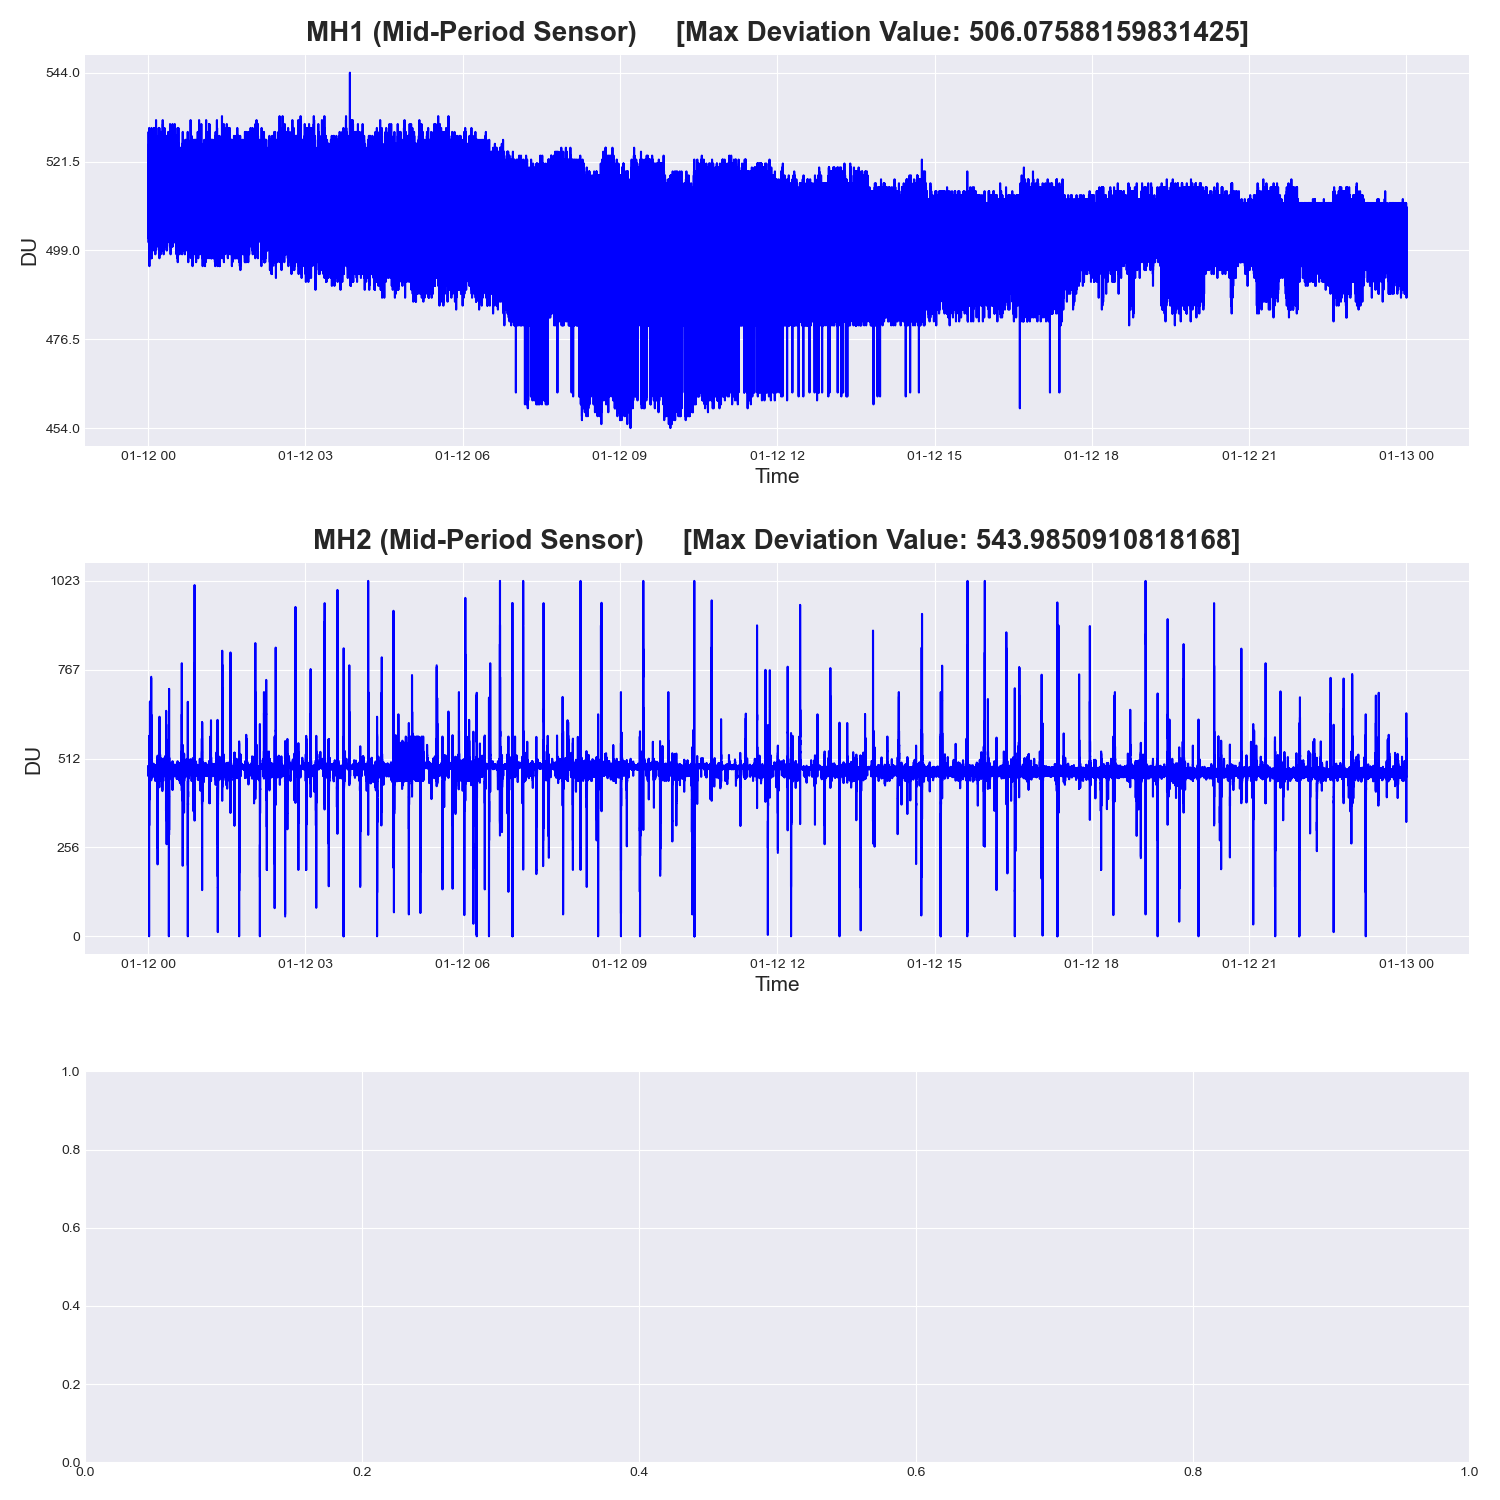 MH1 (Mid-Period Sensor) [Max Deviation Value: 506.07588159831425]
544.0
521.5
499.0
476.5
454.0
DU
01-12 00 01-12 03 01-12 06 01-12 09 01-12 12 01-12 15 01-12 18 01-12 21 01-13 00
Time
MH2 (Mid-Period Sensor) [Max Deviation Value: 543.9850910818168]
1023
767
512
256
0
DU
01-12 00 01-12 03 01-12 06 01-12 09 01-12 12 01-12 15 01-12 18 01-12 21 01-13 00
Time
1.0
0.8
0.6
0.4
0.2
0.0
0.0 0.2 0.4 0.6 0.8 1.0